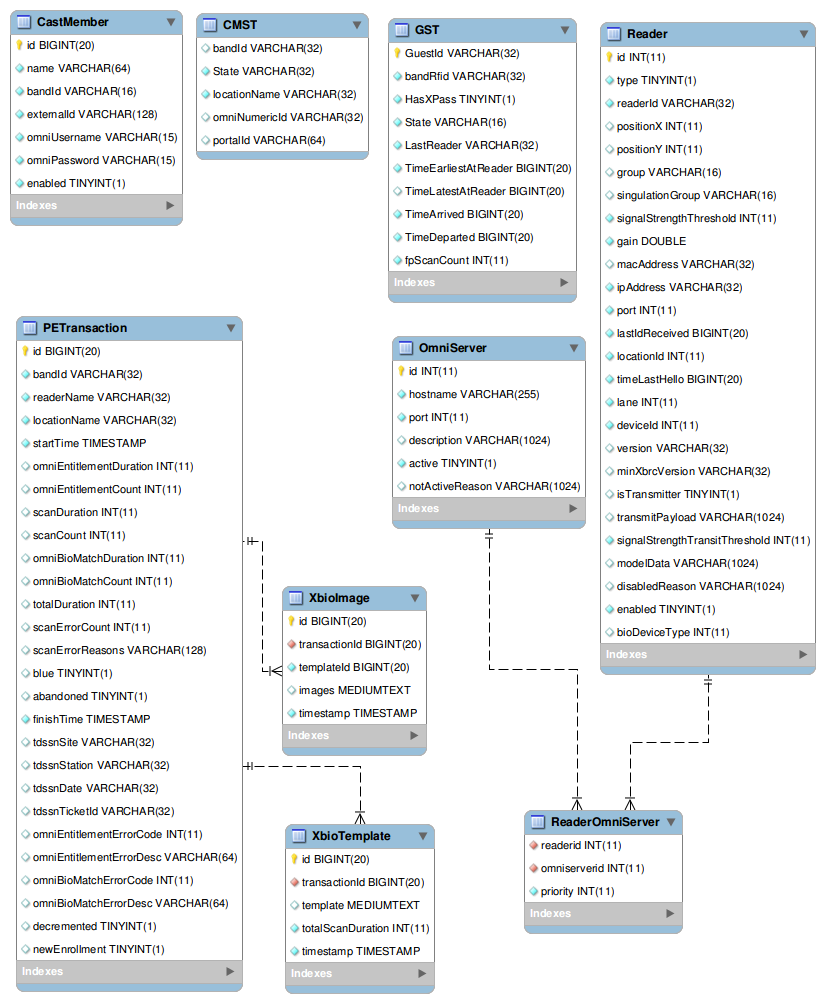 CastMember
id BIGINT(20)
name VARCHAR(64)
bandId VARCHAR(16)
externalId VARCHAR(128)
omniUsername VARCHAR(15)
omniPassword VARCHAR(15)
enabled TINYINT(1)
Indexes
CMST
bandId VARCHAR(32)
State VARCHAR(32)
locationName VARCHAR(32)
omniNumericId VARCHAR(32)
portalId VARCHAR(64)
GST
GuestId VARCHAR(32)
bandRfid VARCHAR(32)
HasXPass TINYINT(1)
State VARCHAR(16)
LastReader VARCHAR(32)
TimeEarliestAtReader BIGINT(20)
TimeLatestAtReader BIGINT(20)
TimeArrived BIGINT(20)
TimeDeparted BIGINT(20)
fpScanCount INT(11)
Indexes
Reader
id INT(11)
type TINYINT(1)
readerId VARCHAR(32)
positionX INT(11)
positionY INT(11)
group VARCHAR(16)
singulationGroup VARCHAR(16)
signalStrengthThreshold INT(11)
gain DOUBLE
macAddress VARCHAR(32)
ipAddress VARCHAR(32)
port INT(11)
lastIdReceived BIGINT(20)
locationId INT(11)
timeLastHello BIGINT(20)
lane INT(11)
deviceId INT(11)
version VARCHAR(32)
minXbrcVersion VARCHAR(32)
isTransmitter TINYINT(1)
transmitPayload VARCHAR(1024)
signalStrengthTransitThreshold INT(11)
modelData VARCHAR(1024)
disabledReason VARCHAR(1024)
enabled TINYINT(1)
bioDeviceType INT(11)
Indexes
PETransaction
id BIGINT(20)
bandId VARCHAR(32)
readerName VARCHAR(32)
locationName VARCHAR(32)
startTime TIMESTAMP
omniEntitlementDuration INT(11)
omniEntitlementCount INT(11)
scanDuration INT(11)
scanCount INT(11)
omniBioMatchDuration INT(11)
omniBioMatchCount INT(11)
totalDuration INT(11)
scanErrorCount INT(11)
scanErrorReasons VARCHAR(128)
blue TINYINT(1)
abandoned TINYINT(1)
finishTime TIMESTAMP
tdssnSite VARCHAR(32)
tdssnStation VARCHAR(32)
tdssnDate VARCHAR(32)
tdssnTicketId VARCHAR(32)
omniEntitlementErrorCode INT(11)
omniEntitlementErrorDesc VARCHAR(64)
omniBioMatchErrorCode INT(11)
omniBioMatchErrorDesc VARCHAR(64)
decremented TINYINT(1)
newEnrollment TINYINT(1)
Indexes
OmniServer
id INT(11)
hostname VARCHAR(255)
port INT(11)
description VARCHAR(1024)
active TINYINT(1)
notActiveReason VARCHAR(1024)
Indexes
XbioImage
id BIGINT(20)
transactionId BIGINT(20)
templateId BIGINT(20)
images MEDIUMTEXT
timestamp TIMESTAMP
Indexes
XbioTemplate
id BIGINT(20)
transactionId BIGINT(20)
template MEDIUMTEXT
totalScanDuration INT(11)
timestamp TIMESTAMP
Indexes
ReaderOmniServer
readerid INT(11)
omniserverid INT(11)
priority INT(11)
Indexes